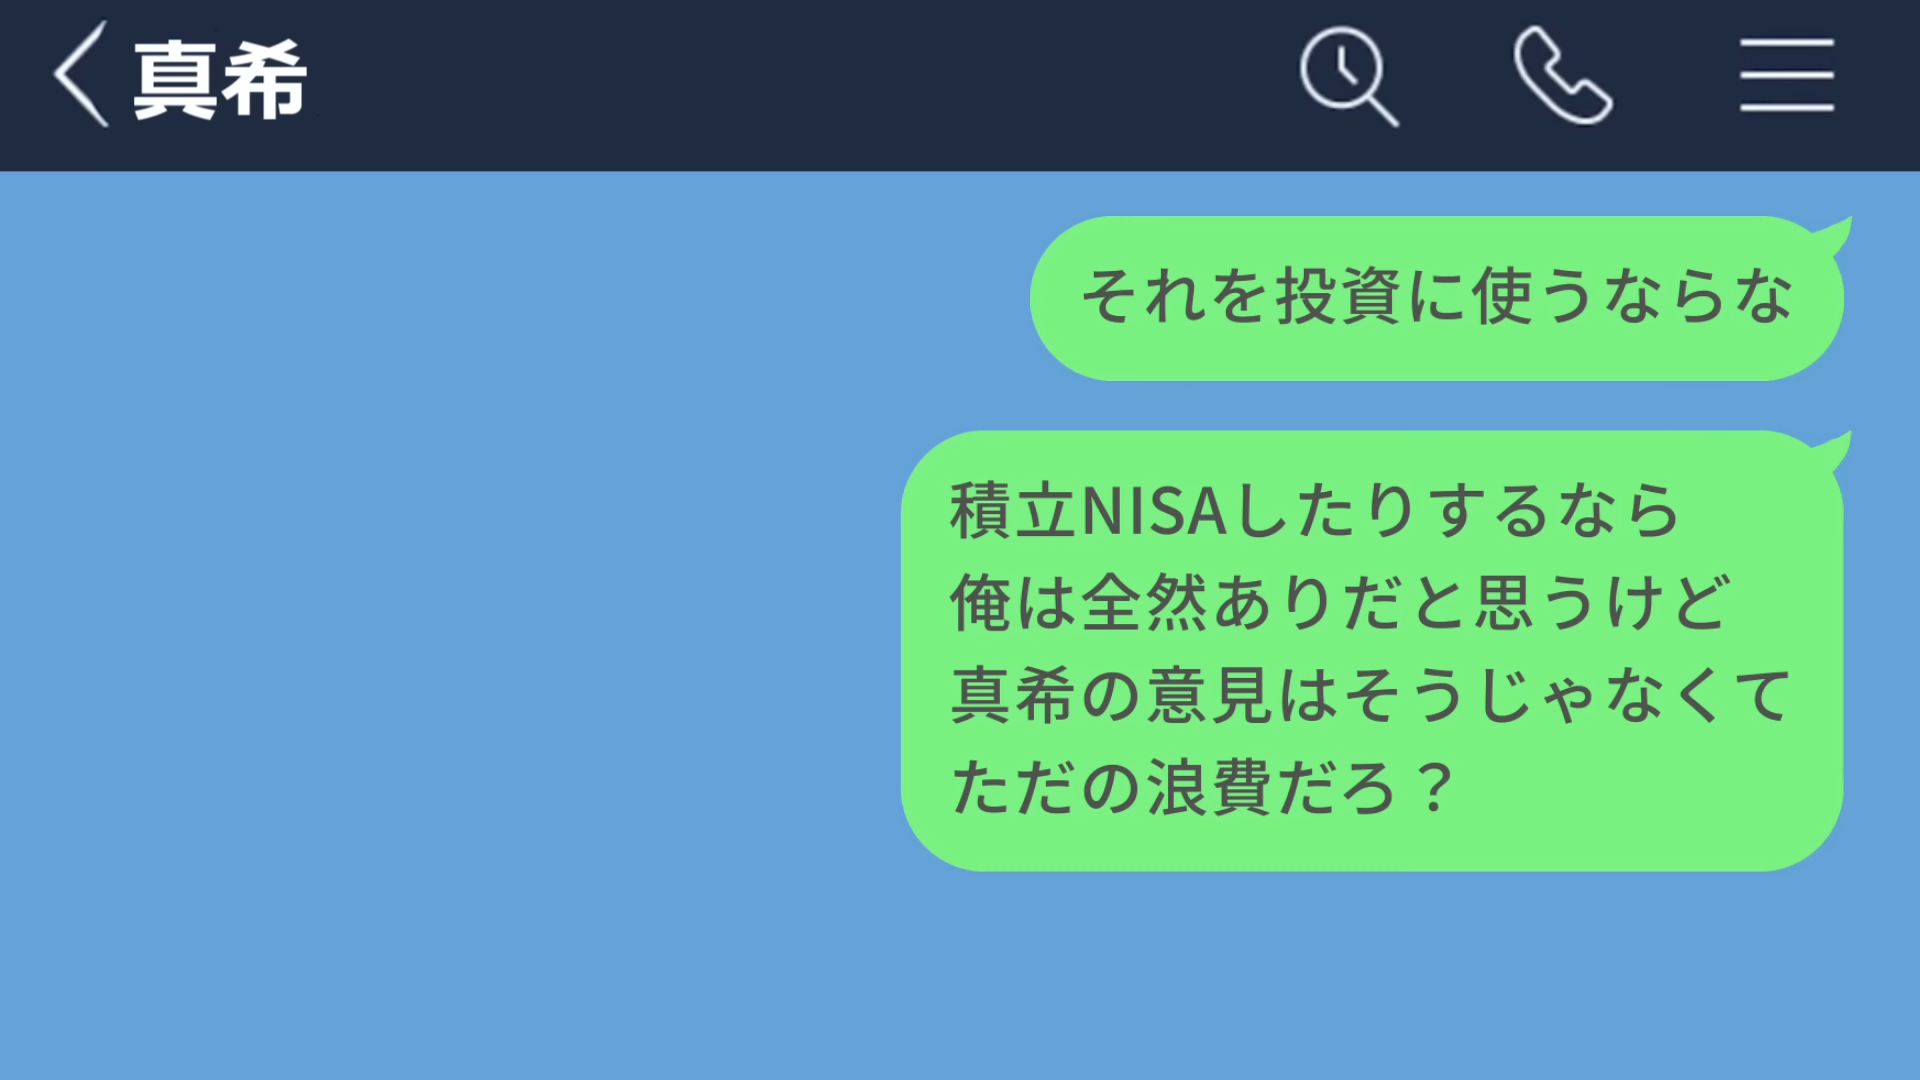 真希
それを投資に使うならな
積立NISAしたりするなら
俺は全然ありだと思うけど
真希の意見はそうじゃなくて
ただの浪費だろ？